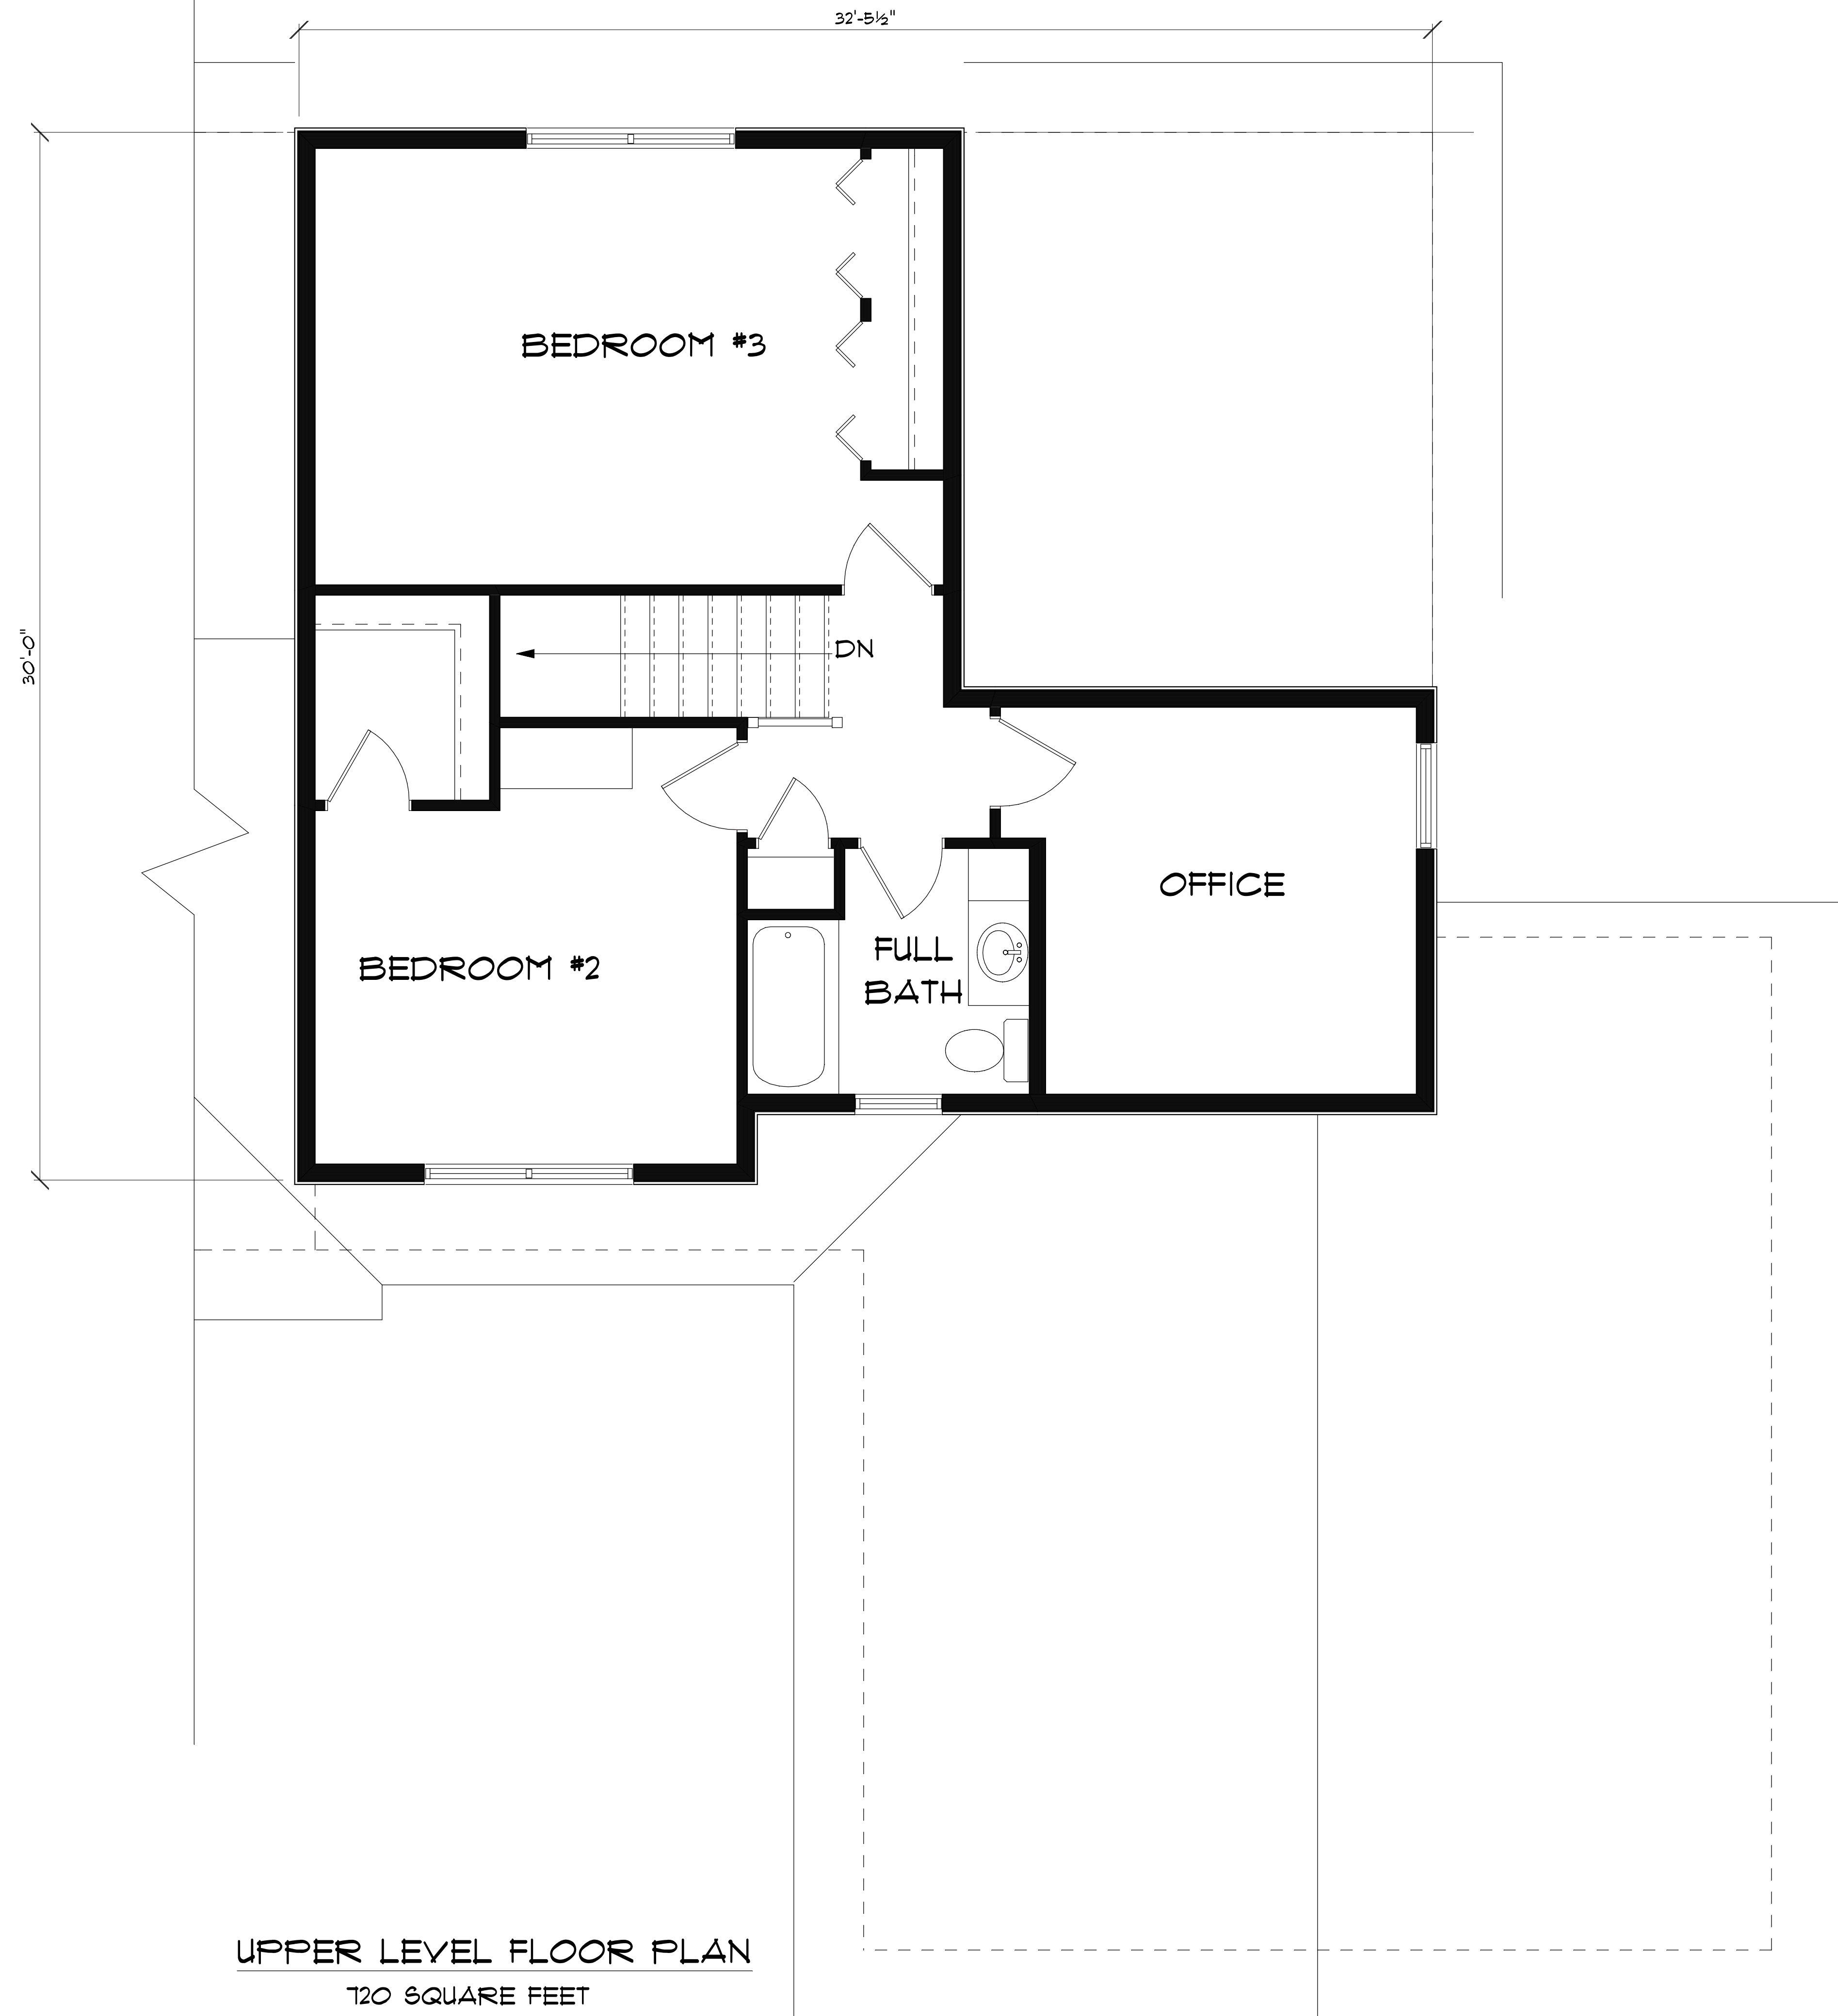 32'-5½"
30'-0"
BEDROOM #3
DN
OFFICE
BEDROOM #2
FULL
BATH
UPPER LEVEL FLOOR PLAN
720 SQUARE FEET